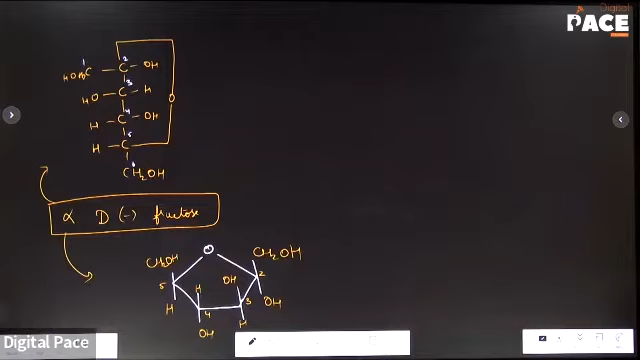 Digital
PACE
1
2
HOH₂C – C – OH
3
HO – C – H
O
4
H – C – OH
5
H – C
6
CH₂OH
α D (–) fructose
O
CH₂OH
CH₂OH
5
H
OH
2
H
4
3
OH
OH
H
Digital Pace